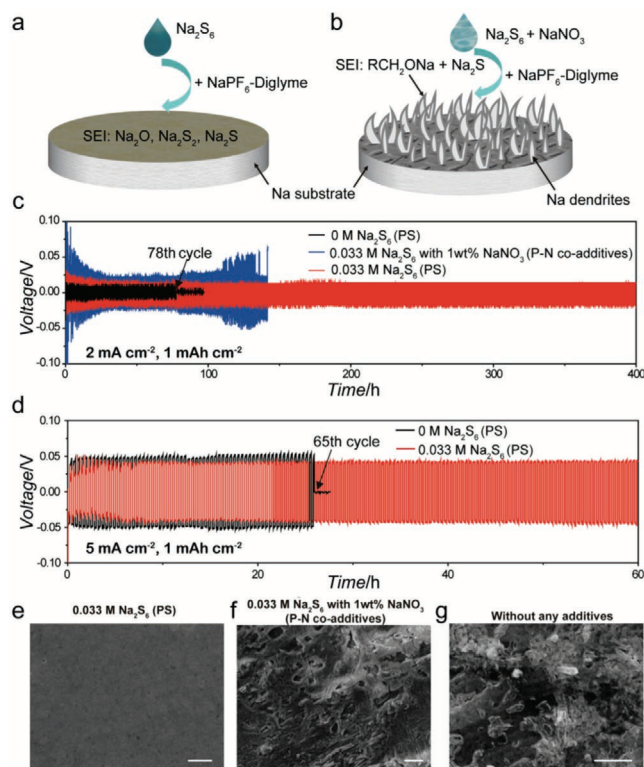 a
Na₂S₆
+ NaPF₆-Diglyme
SEI: Na₂O, Na₂S₂, Na₂S
b
Na₂S₆ + NaNO₃
SEI: RCH₂ONa + Na₂S
+ NaPF₆-Diglyme
Na substrate
Na dendrites
c
0.10
0.05
0.00
-0.05
-0.10
Voltage/V
78th cycle
0 M Na₂S₆ (PS)
0.033 M Na₂S₆ with 1wt% NaNO₃ (P-N co-additives)
0.033 M Na₂S₆ (PS)
2 mA cm⁻², 1 mAh cm⁻²
0
100
200
300
400
Time/h
d
0.10
0.05
0.00
-0.05
-0.10
Voltage/V
0 M Na₂S₆ (PS)
0.033 M Na₂S₆ (PS)
65th cycle
5 mA cm⁻², 1 mAh cm⁻²
0
20
40
60
Time/h
e
0.033 M Na₂S₆ (PS)
f
0.033 M Na₂S₆ with 1wt% NaNO₃
(P-N co-additives)
g
Without any additives